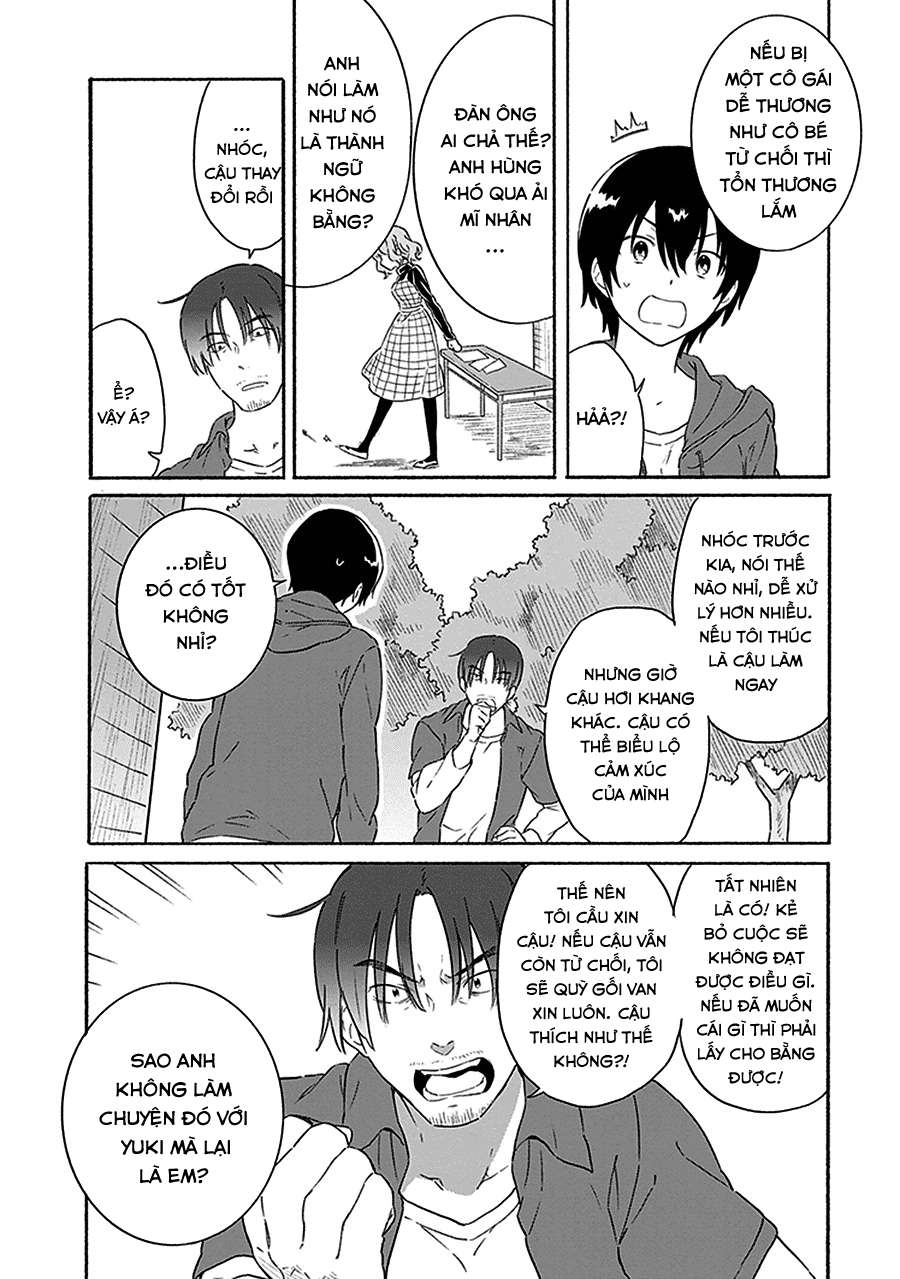 NẾU BỊ
MỘT CÔ GÁI
DỄ THƯƠNG
NHƯ CÔ BÉ
TỪ CHỐI THÌ
TỔN THƯƠNG
LẮM
HẢẢ?!
ĐÀN ÔNG
AI CHẢ THẾ?
ANH HÙNG
KHÓ QUA ẢI
MĨ NHÂN
...
ANH
NÓI LÀM
NHƯ NÓ
LÀ THÀNH
NGỮ
KHÔNG
BẰNG?
...
NHÓC,
CẬU THAY
ĐỔI RỒI
Ể?
VẬY Á?
NHÓC TRƯỚC
KIA, NÓI THẾ
NÀO NHỈ, DỄ XỬ
LÝ HƠN NHIỀU.
NẾU TÔI THÚC
LÀ CẬU LÀM
NGAY
NHƯNG GIỜ
CẬU HƠI KHANG
KHÁC. CẬU CÓ
THỂ BIỂU LỘ
CẢM XÚC
CỦA MÌNH
...ĐIỀU
ĐÓ CÓ TỐT
KHÔNG
NHỈ?
TẤT NHIÊN
LÀ CÓ! KẺ
BỎ CUỘC SẼ
KHÔNG ĐẠT
ĐƯỢC ĐIỀU GÌ.
NẾU ĐÃ MUỐN
CÁI GÌ THÌ PHẢI
LẤY CHO BẰNG
ĐƯỢC!
THẾ NÊN
TÔI CẦU XIN
CẬU! NẾU CẬU VẪN
CÒN TỪ CHỐI, TÔI
SẼ QUỲ GỐI VAN
XIN LUÔN. CẬU
THÍCH NHƯ THẾ
KHÔNG?!
SAO ANH
KHÔNG LÀM
CHUYỆN ĐÓ VỚI
YUKI MÀ LẠI
LÀ EM?